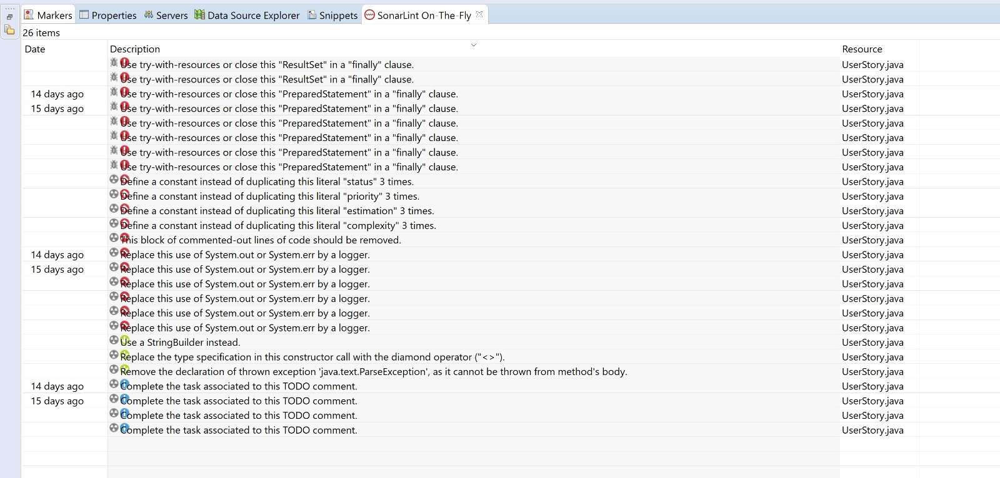 Markers Properties Servers Data Source Explorer Snippets SonarLint On-The-Fly
26 items
Date Description Resource
Use try-with-resources or close this "ResultSet" in a "finally" clause. UserStory.java
Use try-with-resources or close this "ResultSet" in a "finally" clause. UserStory.java
14 days ago Use try-with-resources or close this "PreparedStatement" in a "finally" clause. UserStory.java
15 days ago Use try-with-resources or close this "PreparedStatement" in a "finally" clause. UserStory.java
Use try-with-resources or close this "PreparedStatement" in a "finally" clause. UserStory.java
Use try-with-resources or close this "PreparedStatement" in a "finally" clause. UserStory.java
Use try-with-resources or close this "PreparedStatement" in a "finally" clause. UserStory.java
Use try-with-resources or close this "PreparedStatement" in a "finally" clause. UserStory.java
Define a constant instead of duplicating this literal "status" 3 times. UserStory.java
Define a constant instead of duplicating this literal "priority" 3 times. UserStory.java
Define a constant instead of duplicating this literal "estimation" 3 times. UserStory.java
Define a constant instead of duplicating this literal "complexity" 3 times. UserStory.java
This block of commented-out lines of code should be removed. UserStory.java
14 days ago Replace this use of System.out or System.err by a logger. UserStory.java
15 days ago Replace this use of System.out or System.err by a logger. UserStory.java
Replace this use of System.out or System.err by a logger. UserStory.java
Replace this use of System.out or System.err by a logger. UserStory.java
Replace this use of System.out or System.err by a logger. UserStory.java
Replace this use of System.out or System.err by a logger. UserStory.java
Use a StringBuilder instead. UserStory.java
Replace the type specification in this constructor call with the diamond operator ("<>"). UserStory.java
Remove the declaration of thrown exception 'java.text.ParseException', as it cannot be thrown from method's body. UserStory.java
14 days ago Complete the task associated to this TODO comment. UserStory.java
15 days ago Complete the task associated to this TODO comment. UserStory.java
Complete the task associated to this TODO comment. UserStory.java
Complete the task associated to this TODO comment. UserStory.java